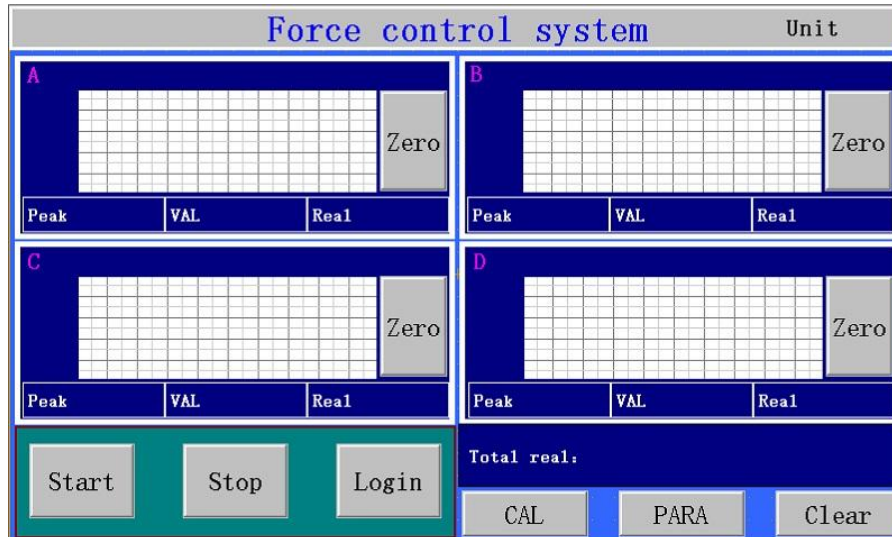 Force control system Unit
A
Zero
Peak VAL Real
B
Zero
Peak VAL Real
C
Zero
Peak VAL Real
D
Zero
Peak VAL Real
Start Stop Login
Total real:
CAL PARA Clear